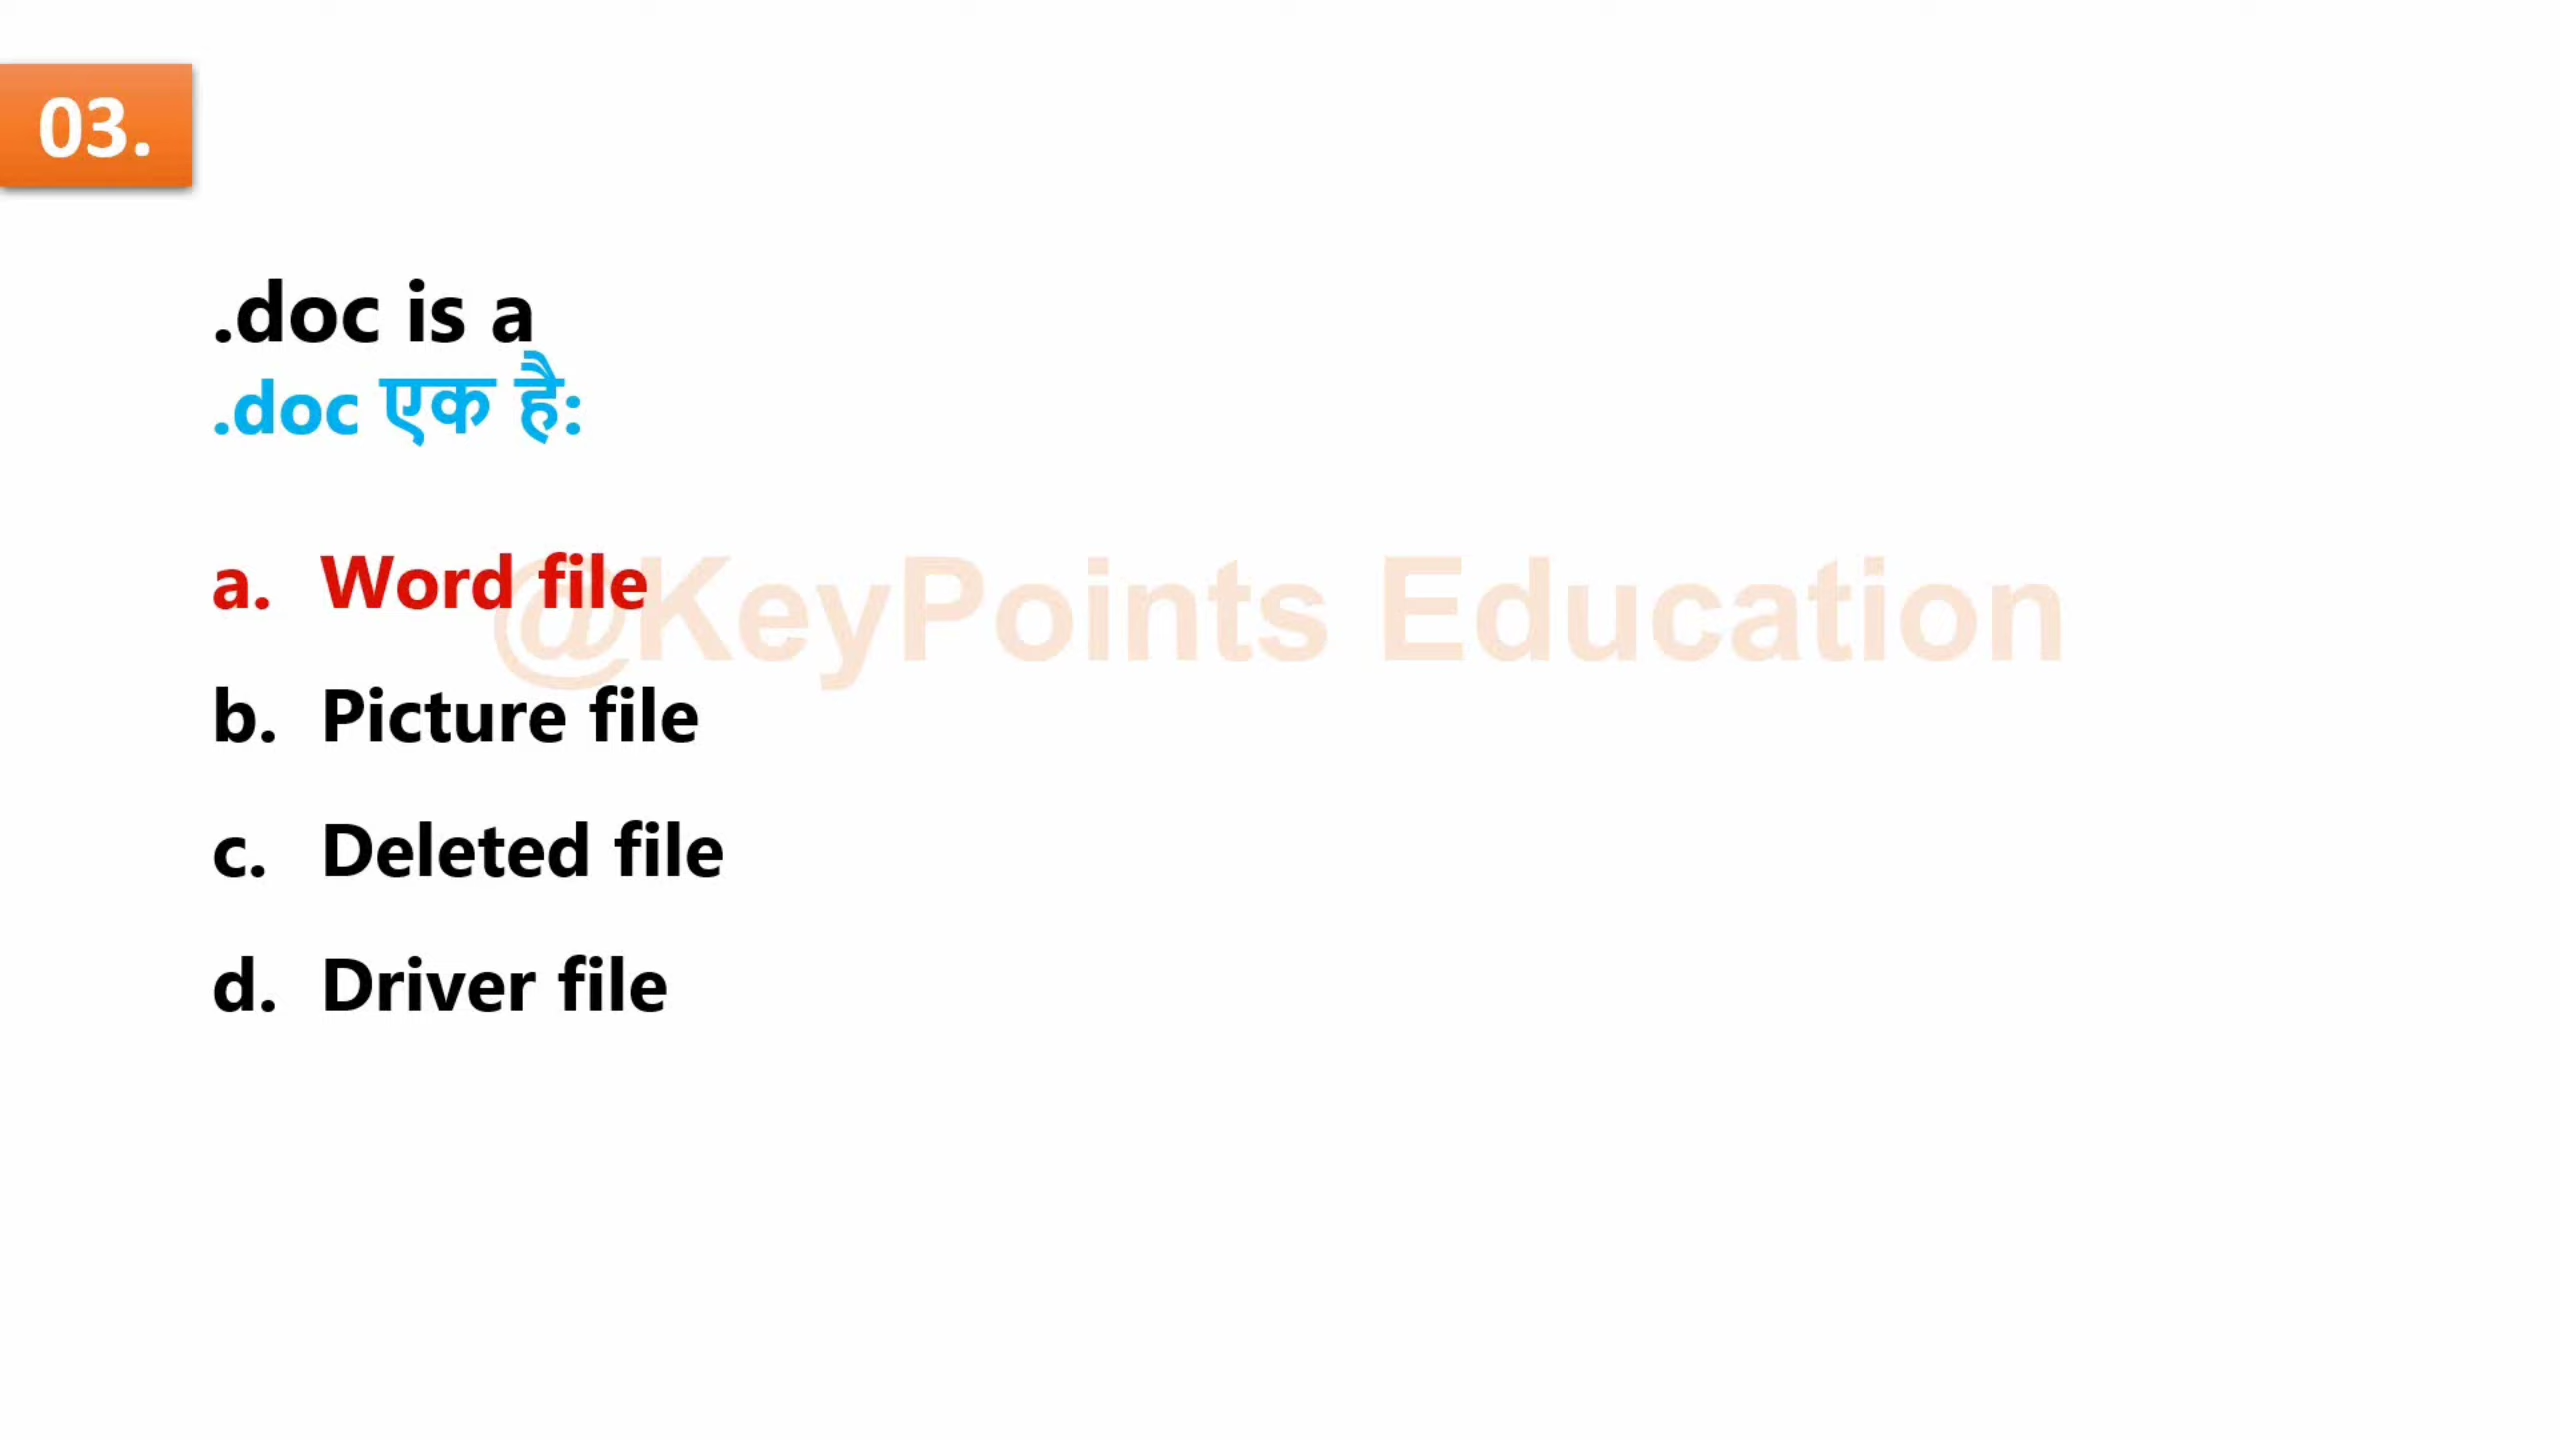 03.
.doc is a
.doc एक है:
a. Word file
@KeyPoints Education
b. Picture file
c. Deleted file
d. Driver file